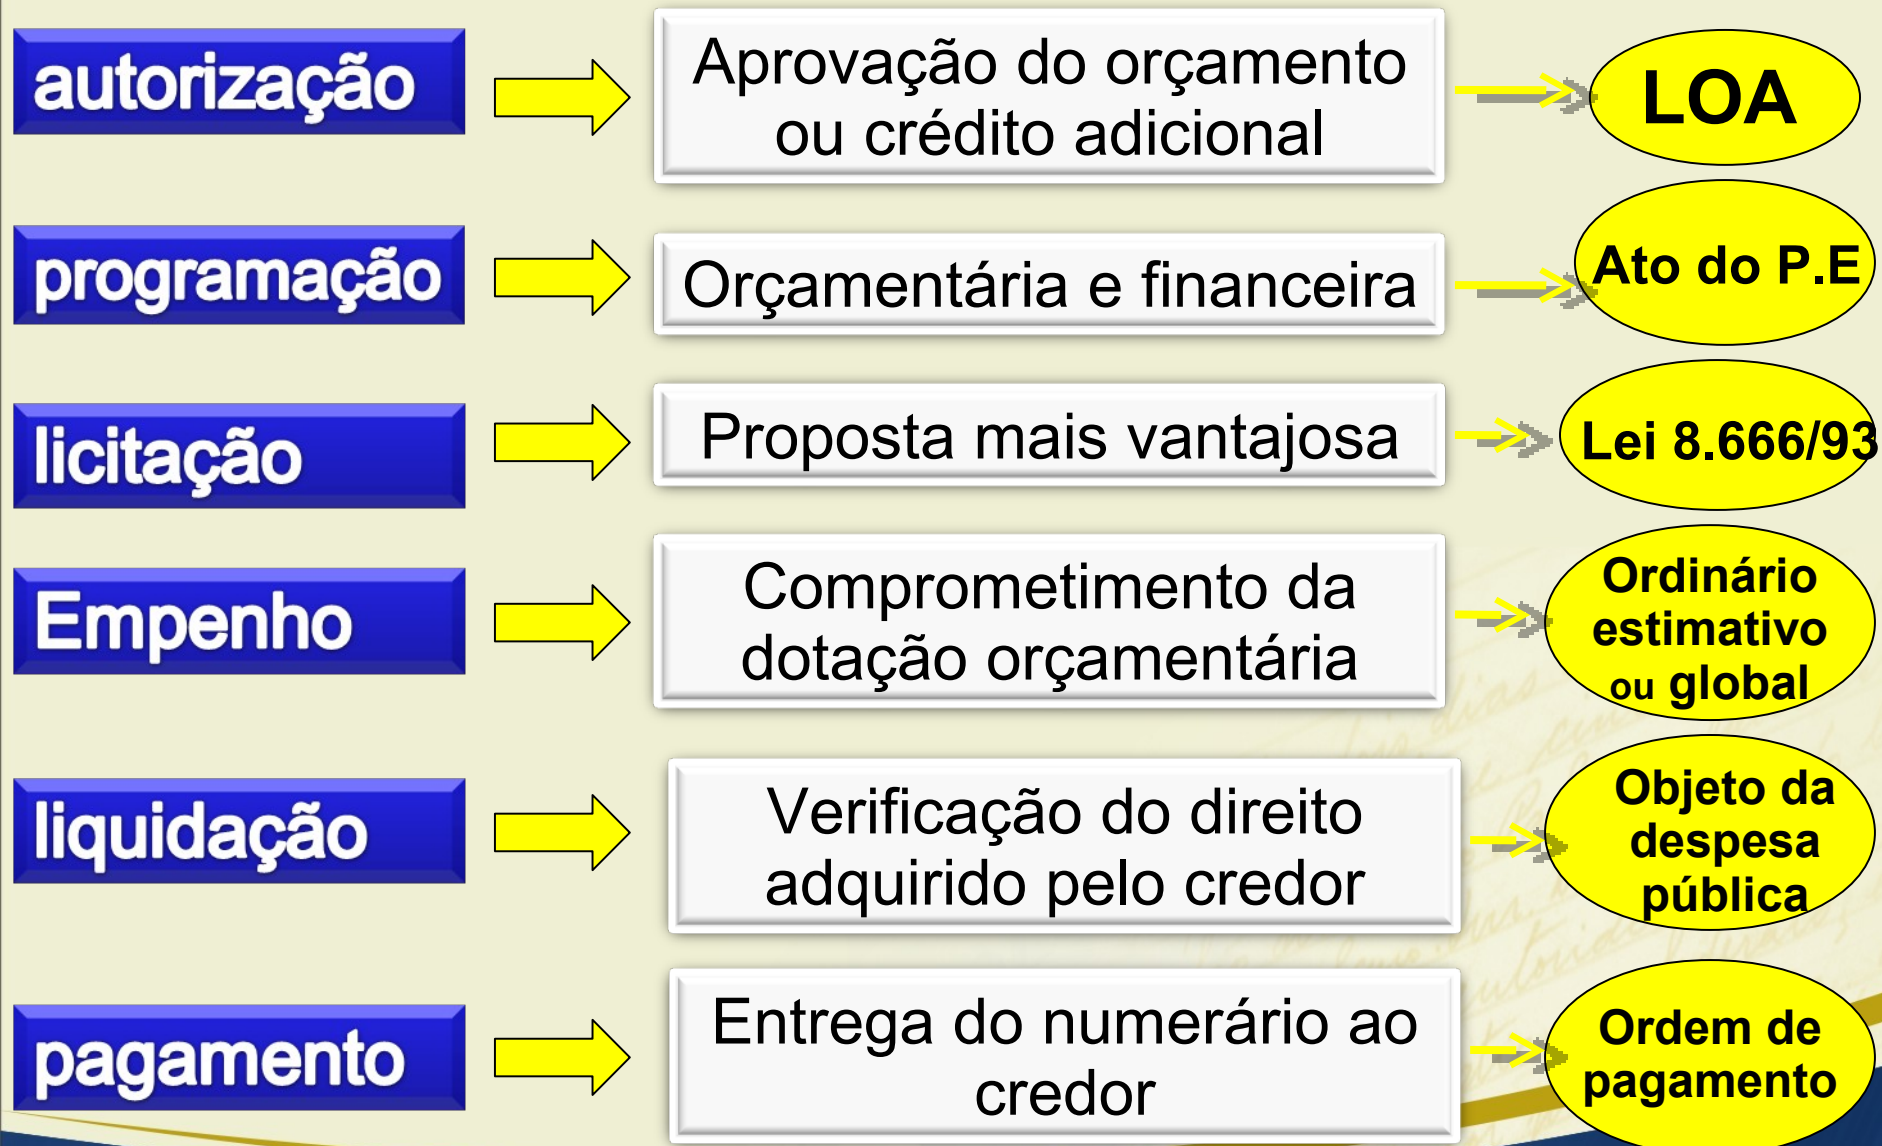 autorização
Aprovação do orçamento
ou crédito adicional
LOA
programação
Orçamentária e financeira
Ato do P.E
licitação
Proposta mais vantajosa
Lei 8.666/93
Empenho
Comprometimento da
dotação orçamentária
Ordinário
estimativo
ou global
liquidação
Verificação do direito
adquirido pelo credor
Objeto da
despesa
pública
pagamento
Entrega do numerário ao
credor
Ordem de
pagamento